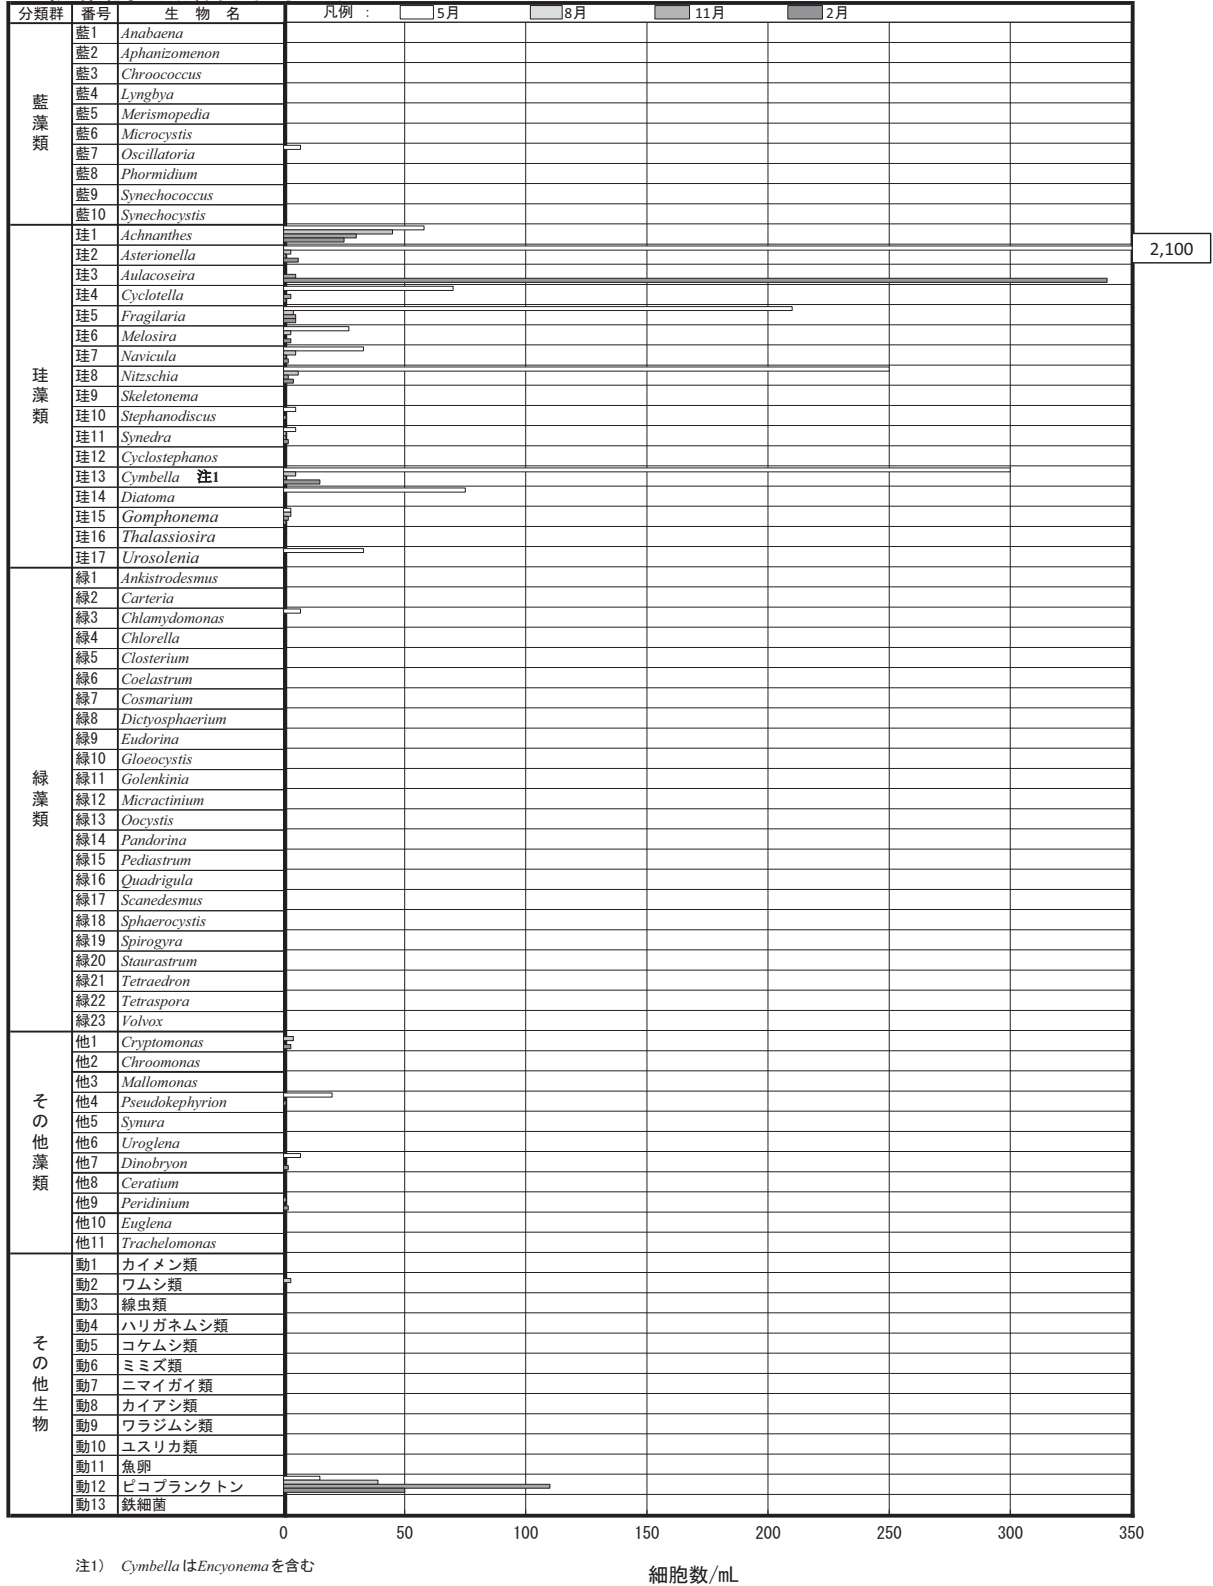 分類群 番号 生 物 名 凡例 : 5月 8月 11月 2月
藍藻類
藍1 Anabaena
藍2 Aphanizomenon
藍3 Chroococcus
藍4 Lyngbya
藍5 Merismopedia
藍6 Microcystis
藍7 Oscillatoria
藍8 Phormidium
藍9 Synechococcus
藍10 Synechocystis
珪藻類
珪1 Achnanthes
珪2 Asterionella 2,100
珪3 Aulacoseira
珪4 Cyclotella
珪5 Fragilaria
珪6 Melosira
珪7 Navicula
珪8 Nitzschia
珪9 Skeletonema
珪10 Stephanodiscus
珪11 Synedra
珪12 Cyclostephanos
珪13 Cymbella 注1
珪14 Diatoma
珪15 Gomphonema
珪16 Thalassiosira
珪17 Urosolenia
緑藻類
緑1 Ankistrodesmus
緑2 Carteria
緑3 Chlamydomonas
緑4 Chlorella
緑5 Closterium
緑6 Coelastrum
緑7 Cosmarium
緑8 Dictyosphaerium
緑9 Eudorina
緑10 Gloeocystis
緑11 Golenkinia
緑12 Micractinium
緑13 Oocystis
緑14 Pandorina
緑15 Pediastrum
緑16 Quadrigula
緑17 Scanedesmus
緑18 Sphaerocystis
緑19 Spirogyra
緑20 Staurastrum
緑21 Tetraedron
緑22 Tetraspora
緑23 Volvox
その他藻類
他1 Cryptomonas
他2 Chroomonas
他3 Mallomonas
他4 Pseudokephyrion
他5 Synura
他6 Uroglena
他7 Dinobryon
他8 Ceratium
他9 Peridinium
他10 Euglena
他11 Trachelomonas
その他生物
動1 カイメン類
動2 ワムシ類
動3 線虫類
動4 ハリガネムシ類
動5 コケムシ類
動6 ミミズ類
動7 ニマイガイ類
動8 カイアシ類
動9 ワラジムシ類
動10 ユスリカ類
動11 魚卵
動12 ピコプランクトン
動13 鉄細菌
0 50 100 150 200 250 300 350
注1) CymbellaはEncyonemaを含む
細胞数/mL